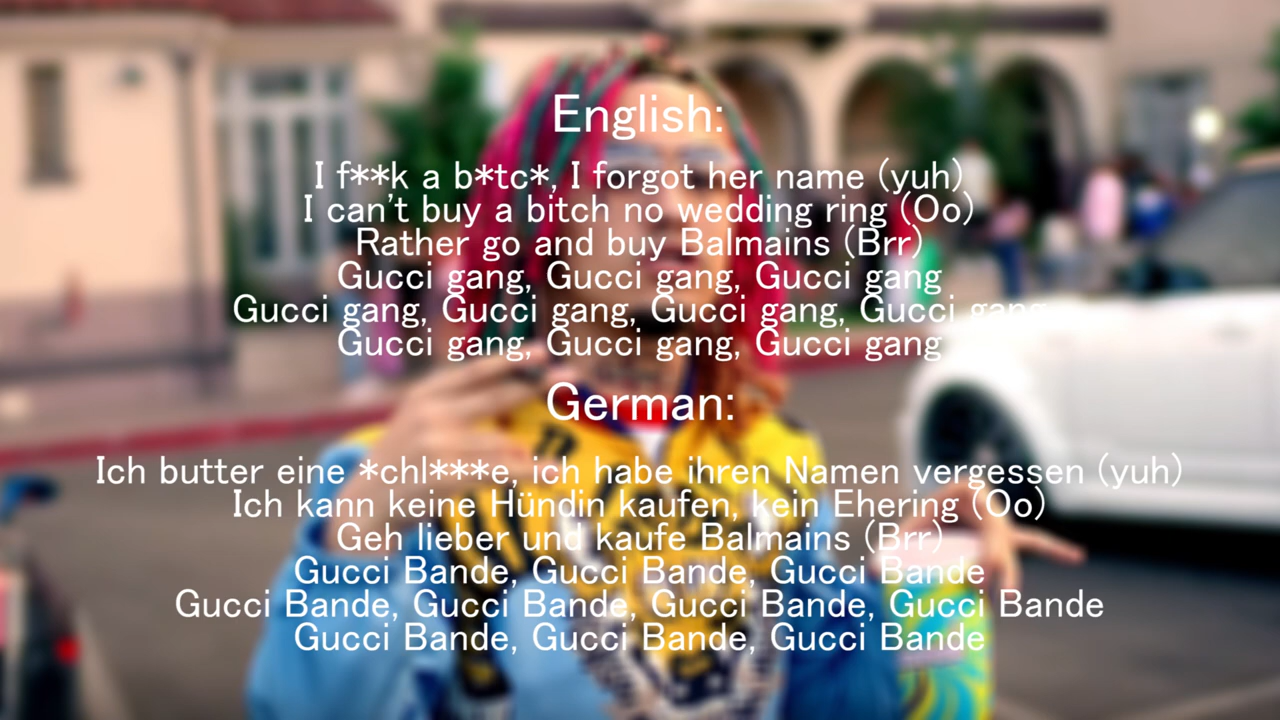 English:
I f**k a b*tc*, I forgot her name (yuh)
I can't buy a bitch no wedding ring (Oo)
Rather go and buy Balmains (Brr)
Gucci gang, Gucci gang, Gucci gang
Gucci gang, Gucci gang, Gucci gang, Gucci gang
Gucci gang, Gucci gang, Gucci gang
German:
Ich butter eine *chl***e, ich habe ihren Namen vergessen (yuh)
Ich kann keine Hündin kaufen, kein Ehering (Oo)
Geh lieber und kaufe Balmains (Brr)
Gucci Bande, Gucci Bande, Gucci Bande
Gucci Bande, Gucci Bande, Gucci Bande, Gucci Bande
Gucci Bande, Gucci Bande, Gucci Bande